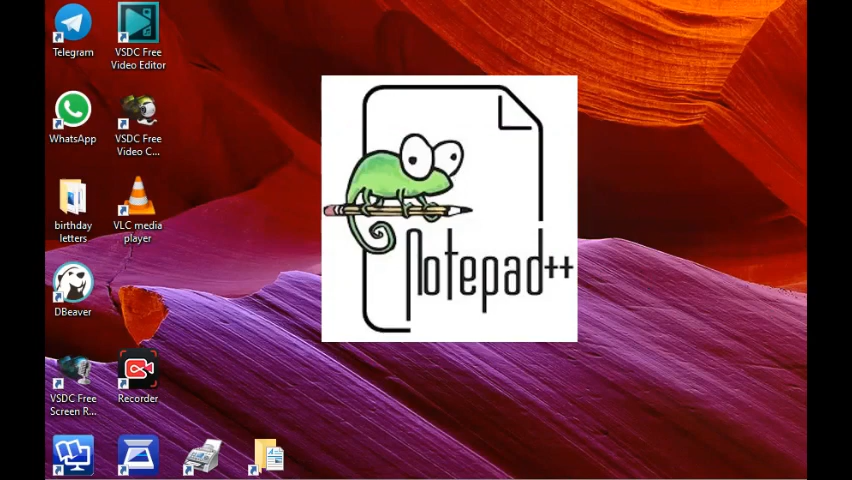 Telegram
VSDC Free
Video Editor
WhatsApp
VSDC Free
Video C...
birthday
letters
VLC media
player
DBeaver
VSDC Free
Screen R...
Recorder
Notepad++